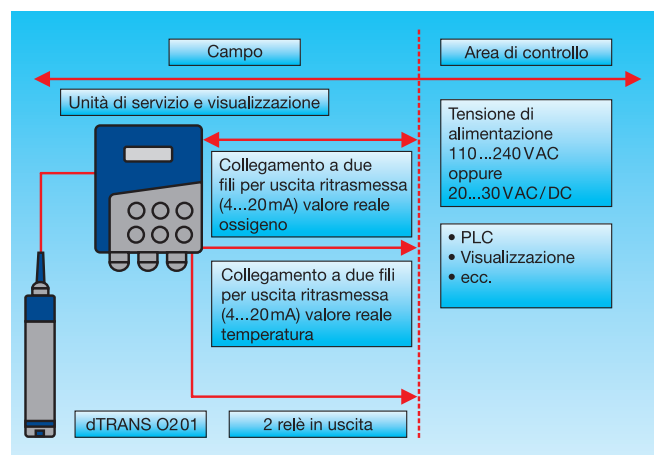 Campo
Area di controllo
Unità di servizio e visualizzazione
Tensione di
alimentazione
110...240 VAC
oppure
20...30 VAC/DC
Collegamento a due
fili per uscita ritrasmessa
(4...20 mA) valore reale
ossigeno
• PLC
• Visualizzazione
• ecc.
Collegamento a due fili
per uscita ritrasmessa
(4...20 mA) valore reale
temperatura
dTRANS O201
2 relè in uscita